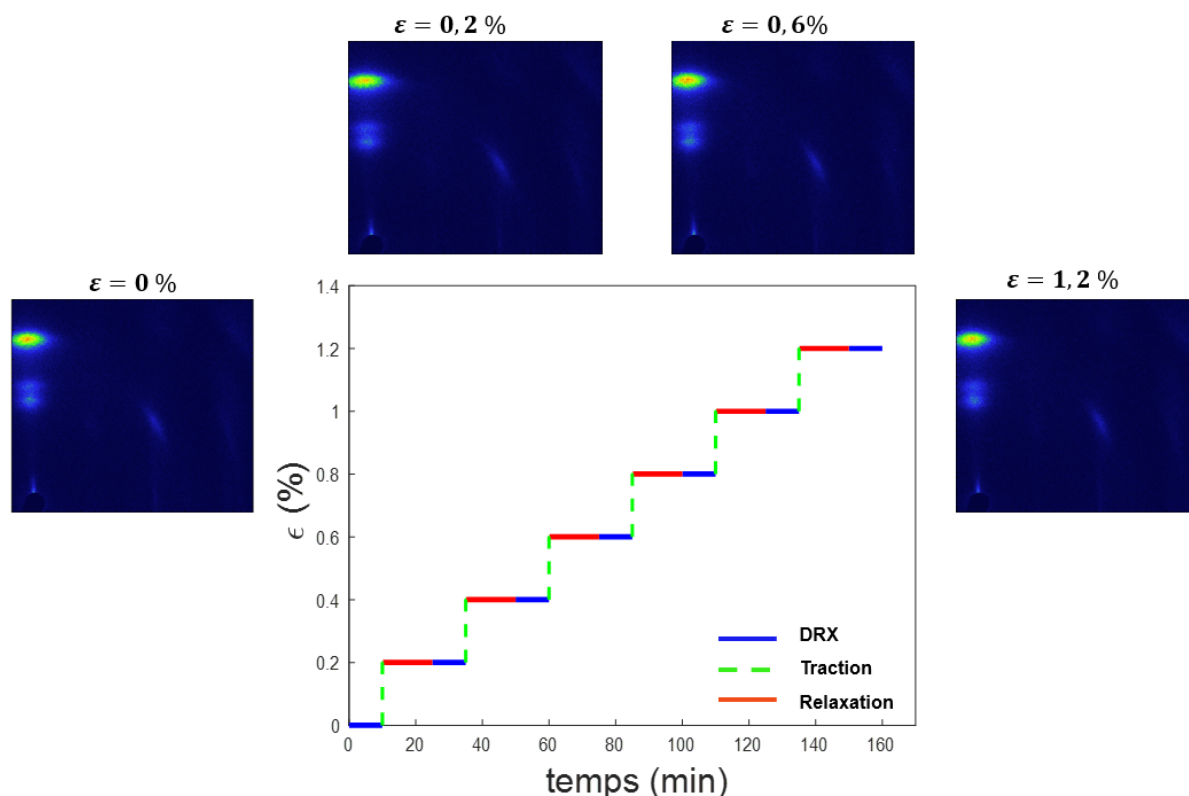 ε = 0,2 %
ε = 0,6%
ε = 0 %
ε = 1,2 %
1.4
1.2
1
0.8
0.6
0.4
0.2
0
ϵ (%)
DRX
Traction
Relaxation
0 20 40 60 80 100 120 140 160
temps (min)